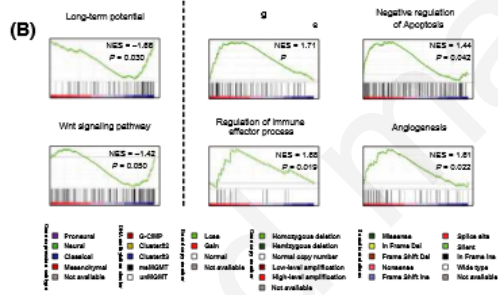 (B)
Long-term potential
NES = −1.88
P = 0.030
g
e
NES = 1.71
P
Negative regulation
of Apoptosis
NES = 1.44
P = 0.042
Wnt signaling pathway
NES = −1.42
P = 0.050
Regulation of immune
effector process
NES = 1.88
P = 0.019
Angiogenesis
NES = 1.81
P = 0.022
Proneural
Neural
Classical
Mesenchymal
Not available
G-CIMP
Cluster#2
Cluster#3
meMGMT
unMGMT
Loss
Gain
Normal
Not available
Homozygous deletion
Hemizygous deletion
Normal copy number
Low-level amplification
High-level amplification
Not available
Missense
In Frame Del
Frame Shift Del
Nonsense
Frame Shift Ins
Splice site
Silent
In Frame Ins
Wide type
Not available